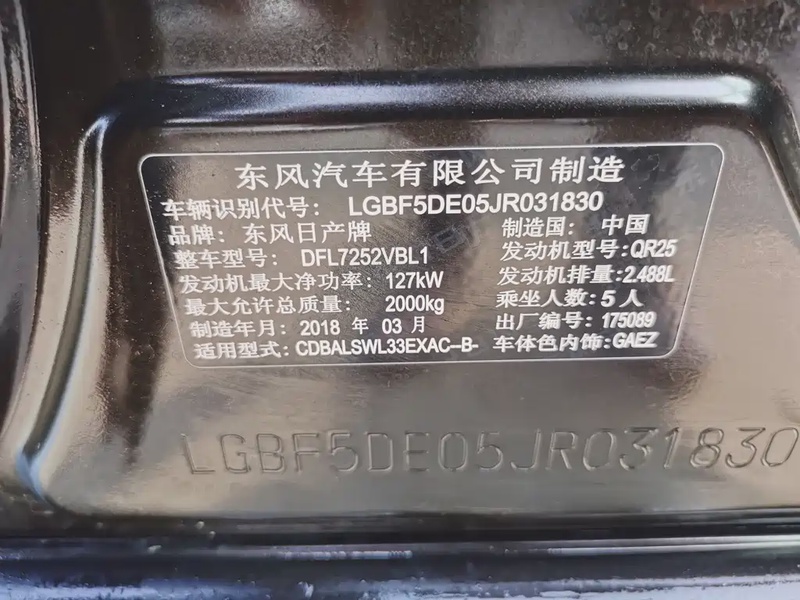 东风汽车有限公司制造
车辆识别代号： LGBF5DE05JR031830
品牌： 东风日产牌 制造国： 中国
整车型号： DFL7252VBL1 发动机型号：QR25
发动机最大净功率：127kW 发动机排量：2.488L
最大允许总质量： 2000kg 乘坐人数：5 人
制造年月：2018 年 03 月 出厂编号：175089
适用型式：CDBALSWL33EXAC--B- 车体色内饰：GAEZ
LGBF5DE05JR031830